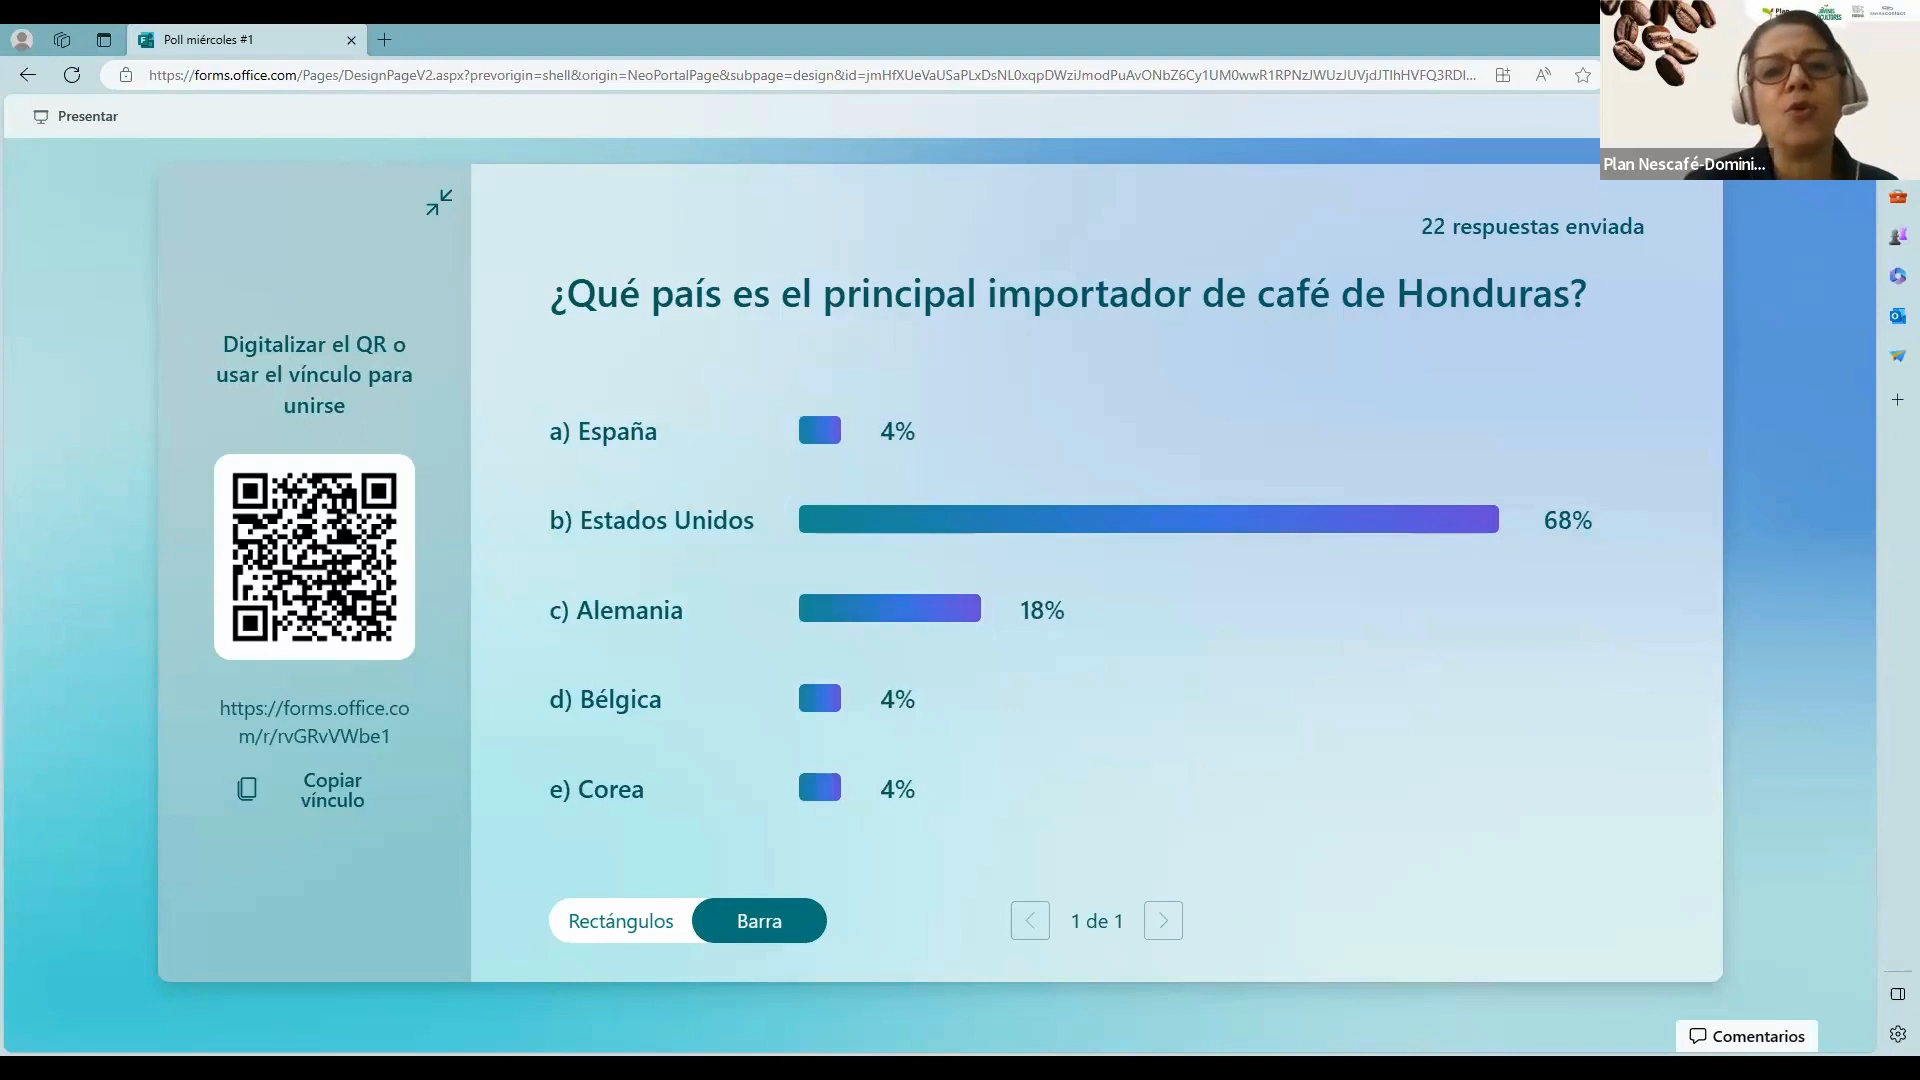 Poll miércoles #1
https://forms.office.com/Pages/DesignPageV2.aspx?prevorigin=shell&origin=NeoPortalPage&subpage=design&id=jmHfXUeVaUSaPLxDsNL0xqpDWziJmodPuAvONbZ6Cy1UM0wwR1RPNzJWUzJUVjdJTlhHVFQ3RDI...
Presentar
Plan Nescafé-Domini...
22 respuestas enviada
¿Qué país es el principal importador de café de Honduras?
Digitalizar el QR o
usar el vínculo para
unirse
https://forms.office.co
m/r/rvGRvVWbe1
Copiar
vínculo
a) España 4%
b) Estados Unidos 68%
c) Alemania 18%
d) Bélgica 4%
e) Corea 4%
Rectángulos Barra 1 de 1
Comentarios